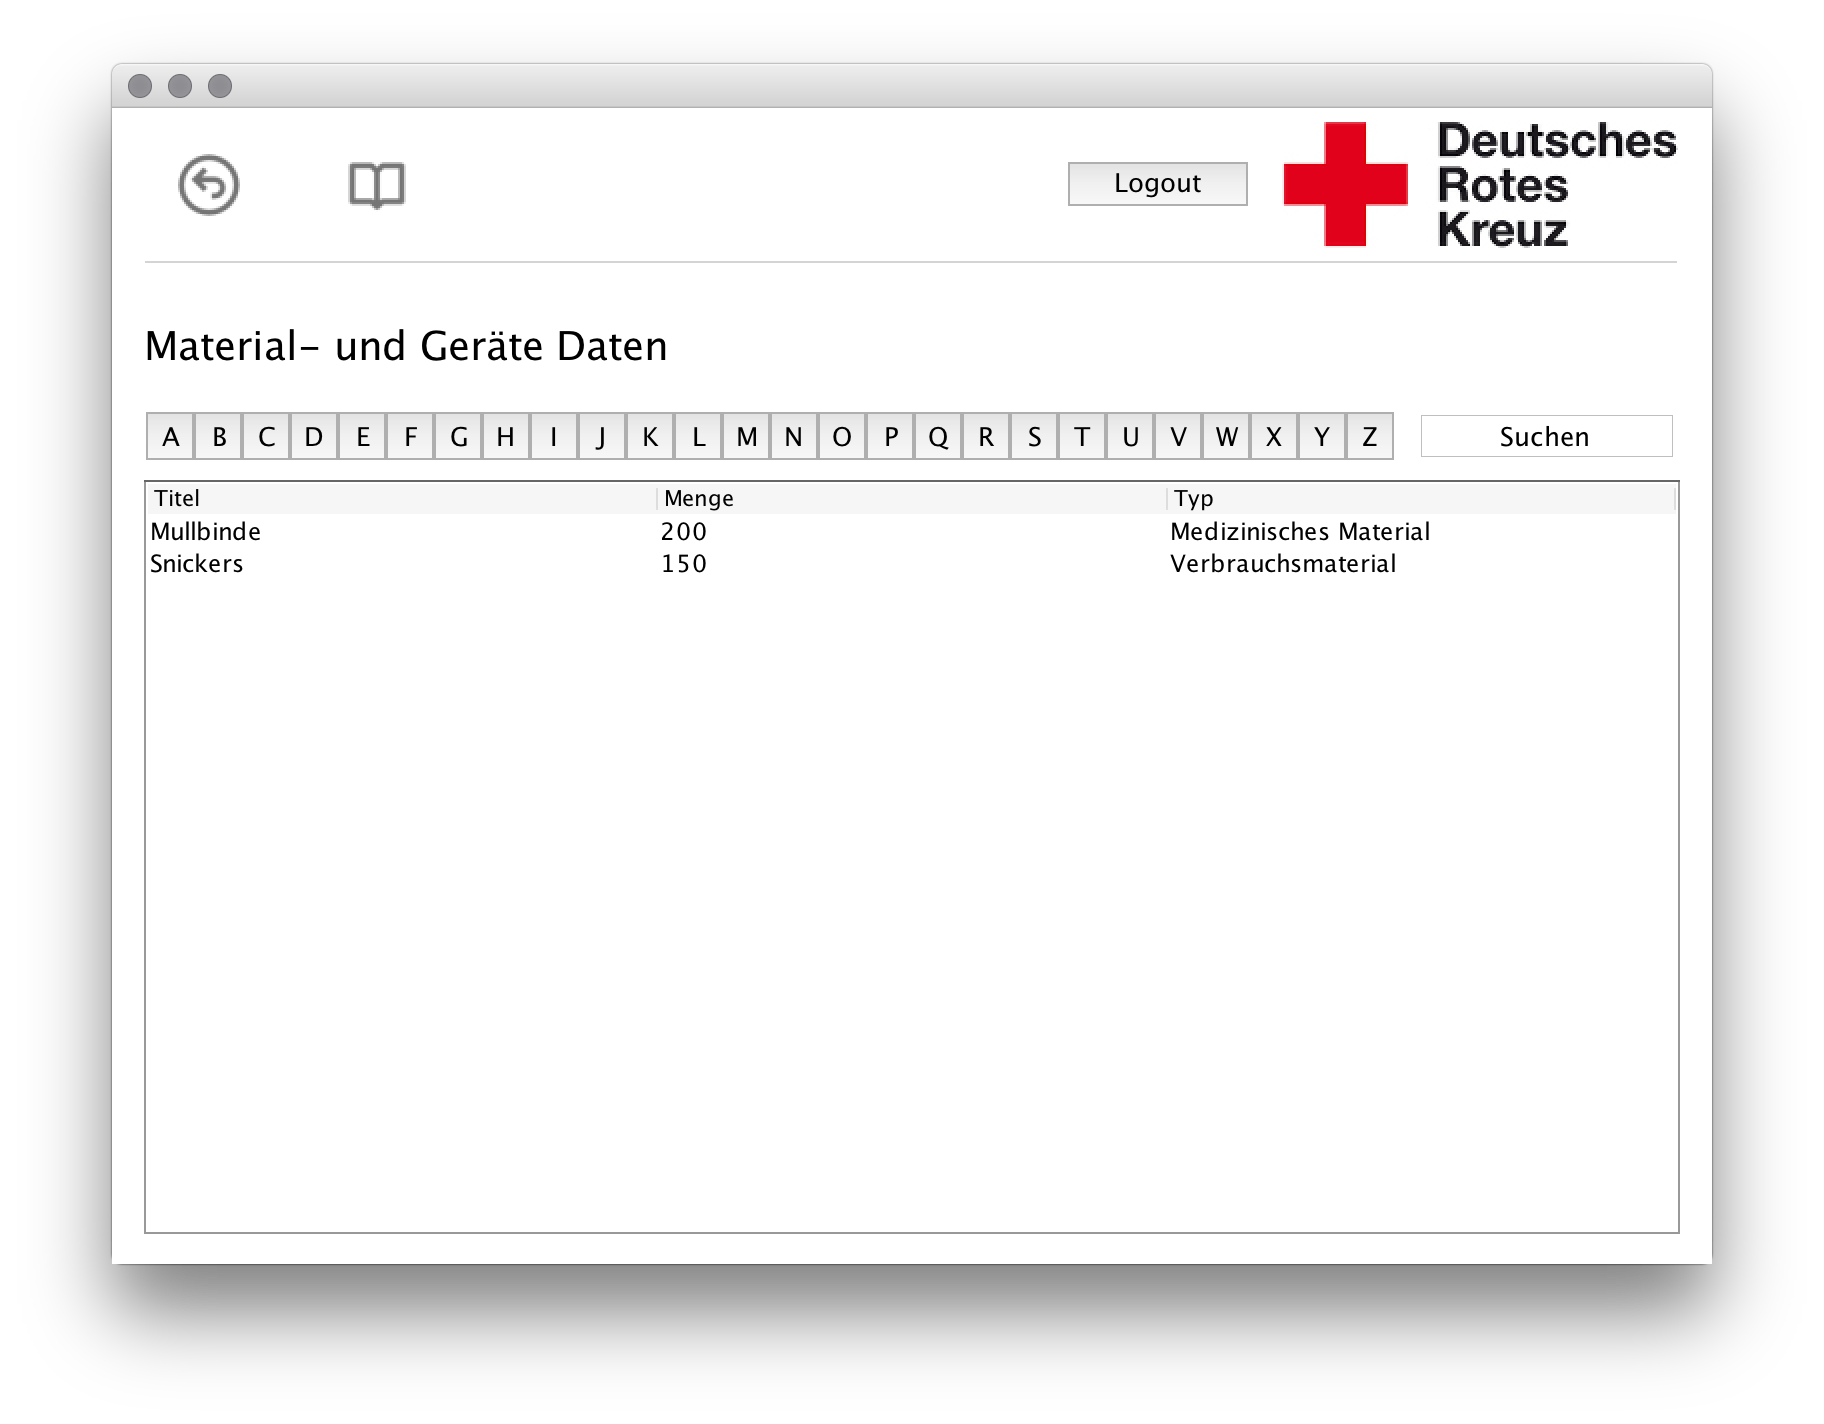 Logout
Deutsches
Rotes
Kreuz
Material- und Geräte Daten
A B C D E F G H I J K L M N O P Q R S T U V W X Y Z Suchen
Titel Menge Typ
Mullbinde 200 Medizinisches Material
Snickers 150 Verbrauchsmaterial